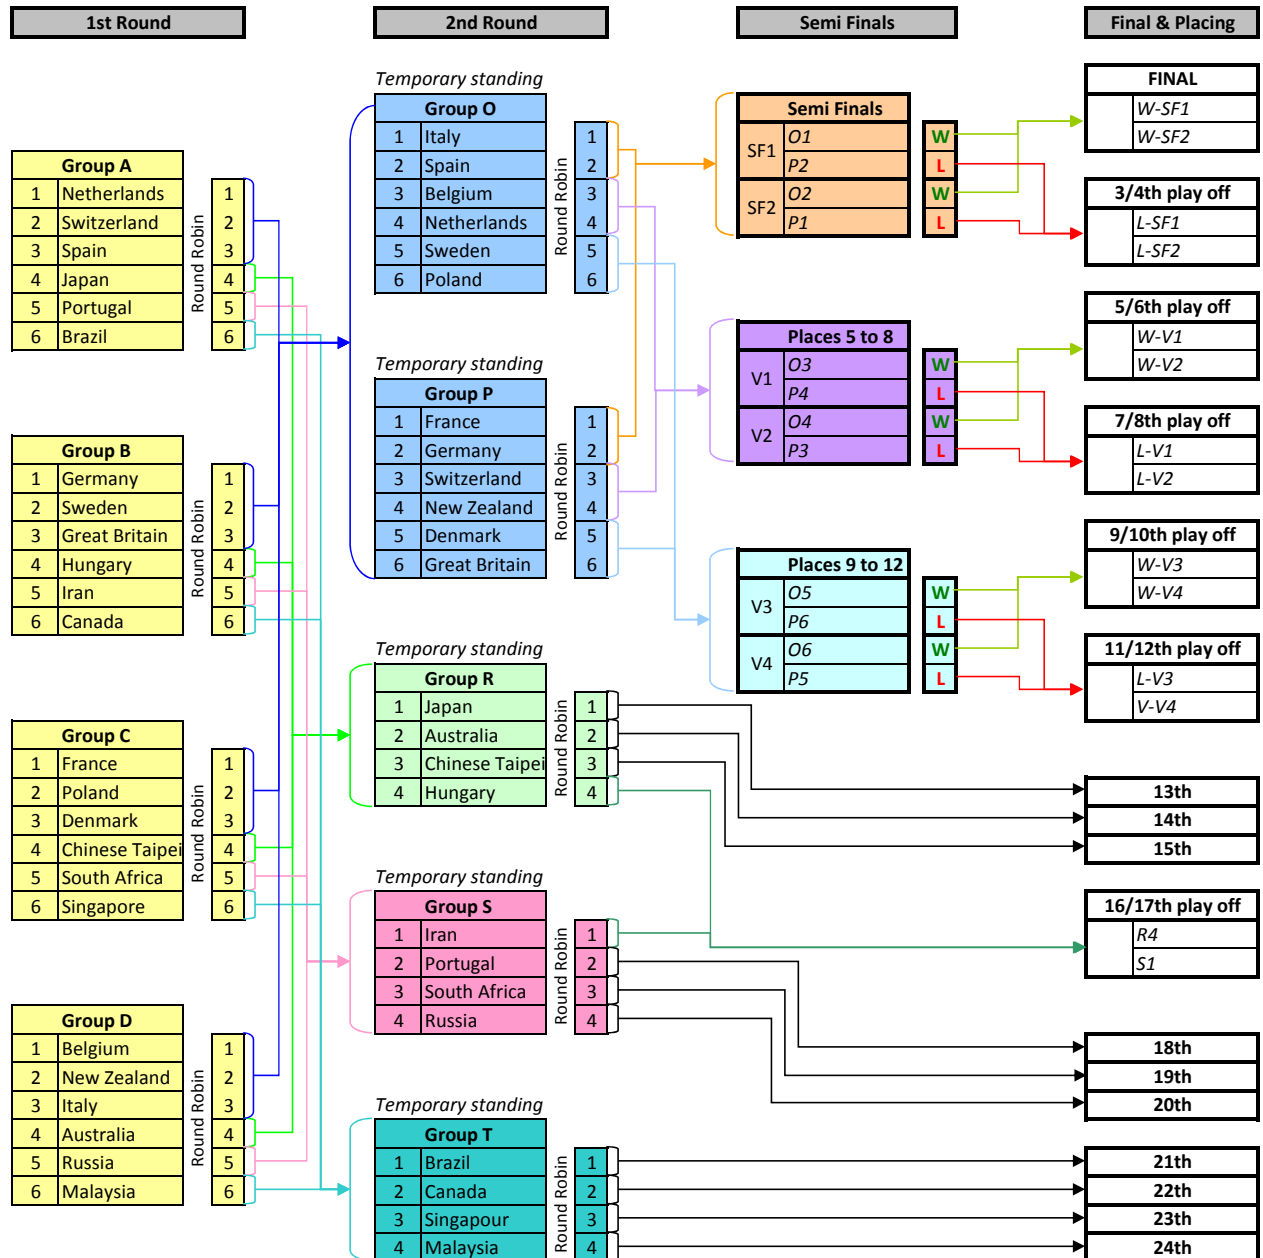 1st Round
2nd Round
Semi Finals
Final & Placing
Group A
1 Netherlands 1
2 Switzerland 2
3 Spain 3
4 Japan 4
5 Portugal 5
6 Brazil 6
Round Robin
Group B
1 Germany 1
2 Sweden 2
3 Great Britain 3
4 Hungary 4
5 Iran 5
6 Canada 6
Round Robin
Group C
1 France 1
2 Poland 2
3 Denmark 3
4 Chinese Taipei 4
5 South Africa 5
6 Singapore 6
Round Robin
Group D
1 Belgium 1
2 New Zealand 2
3 Italy 3
4 Australia 4
5 Russia 5
6 Malaysia 6
Round Robin
Temporary standing
Group O
1 Italy 1
2 Spain 2
3 Belgium 3
4 Netherlands 4
5 Sweden 5
6 Poland 6
Round Robin
Temporary standing
Group P
1 France 1
2 Germany 2
3 Switzerland 3
4 New Zealand 4
5 Denmark 5
6 Great Britain 6
Round Robin
Temporary standing
Group R
1 Japan 1
2 Australia 2
3 Chinese Taipei 3
4 Hungary 4
Round Robin
Temporary standing
Group S
1 Iran 1
2 Portugal 2
3 South Africa 3
4 Russia 4
Round Robin
Temporary standing
Group T
1 Brazil 1
2 Canada 2
3 Singapour 3
4 Malaysia 4
Round Robin
Semi Finals
SF1
O1 W
P2 L
SF2
O2 W
P1 L
Places 5 to 8
V1
O3 W
P4 L
V2
O4 W
P3 L
Places 9 to 12
V3
O5 W
P6 L
V4
O6 W
P5 L
FINAL
W-SF1
W-SF2
3/4th play off
L-SF1
L-SF2
5/6th play off
W-V1
W-V2
7/8th play off
L-V1
L-V2
9/10th play off
W-V3
W-V4
11/12th play off
L-V3
V-V4
13th
14th
15th
16/17th play off
R4
S1
18th
19th
20th
21th
22th
23th
24th